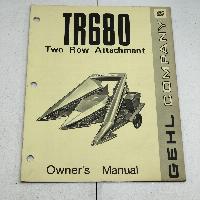 TR680
Two Row Attachment
GEHL COMPANY
Owner's Manual